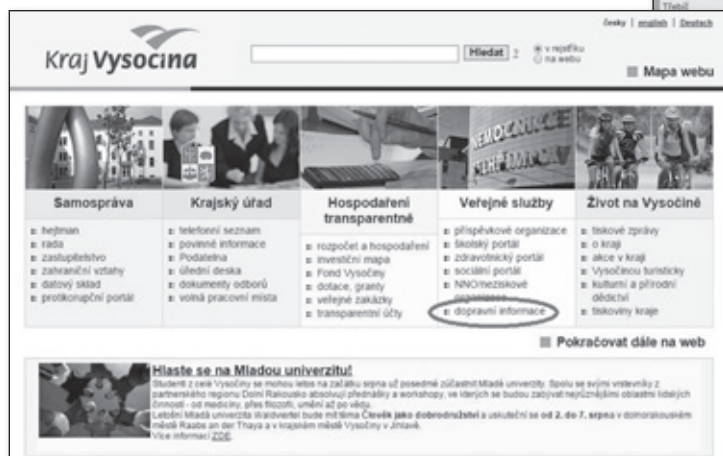 Třebíč
česky | english | Deutsch
Kraj Vysočina
Hledat ? v rejstříku
na webu
Mapa webu
NEMOCNICE
Samospráva
hejtman
rada
zastupitelstvo
zahraniční vztahy
datový sklad
protikorupční portál
Krajský úřad
telefonní seznam
povinné informace
Podatelna
úřední deska
dokumenty odborů
volná pracovní místa
Hospodaření
transparentně
rozpočet a hospodaření
investiční mapa
Fond Vysočiny
dotace, granty
veřejné zakázky
transparentní účty
Veřejné služby
příspěvkové organizace
školský portál
zdravotnický portál
sociální portál
NNO/neziskové
organizace
dopravní informace
Život na Vysočině
tiskové zprávy
o kraji
akce v kraji
Vysočinou turisticky
kulturní a přírodní
dědictví
tiskoviny kraje
Pokračovat dále na web
Hlaste se na Mladou univerzitu!
Studenti z celé Vysočiny se mohou letos na začátku srpna už posedmé zúčastnit Mladé univerzity. Spolu se svými vrstevníky z
partnerského regionu Dolní Rakousko absolvují přednášky a workshopy, ve kterých se budou zabývat nejrůznějšími oblastmi lidských
činností - od medicíny, přes filozofii, umění až po vědu.
Letošní Mladá univerzita Waldviertel bude mít téma Člověk jako dobrodružství a uskuteční se od 2. do 7. srpna v dolnorakouském
městě Raabs an der Thaya a v krajském městě Vysočiny v Jihlavě.
Více informací ZDE.